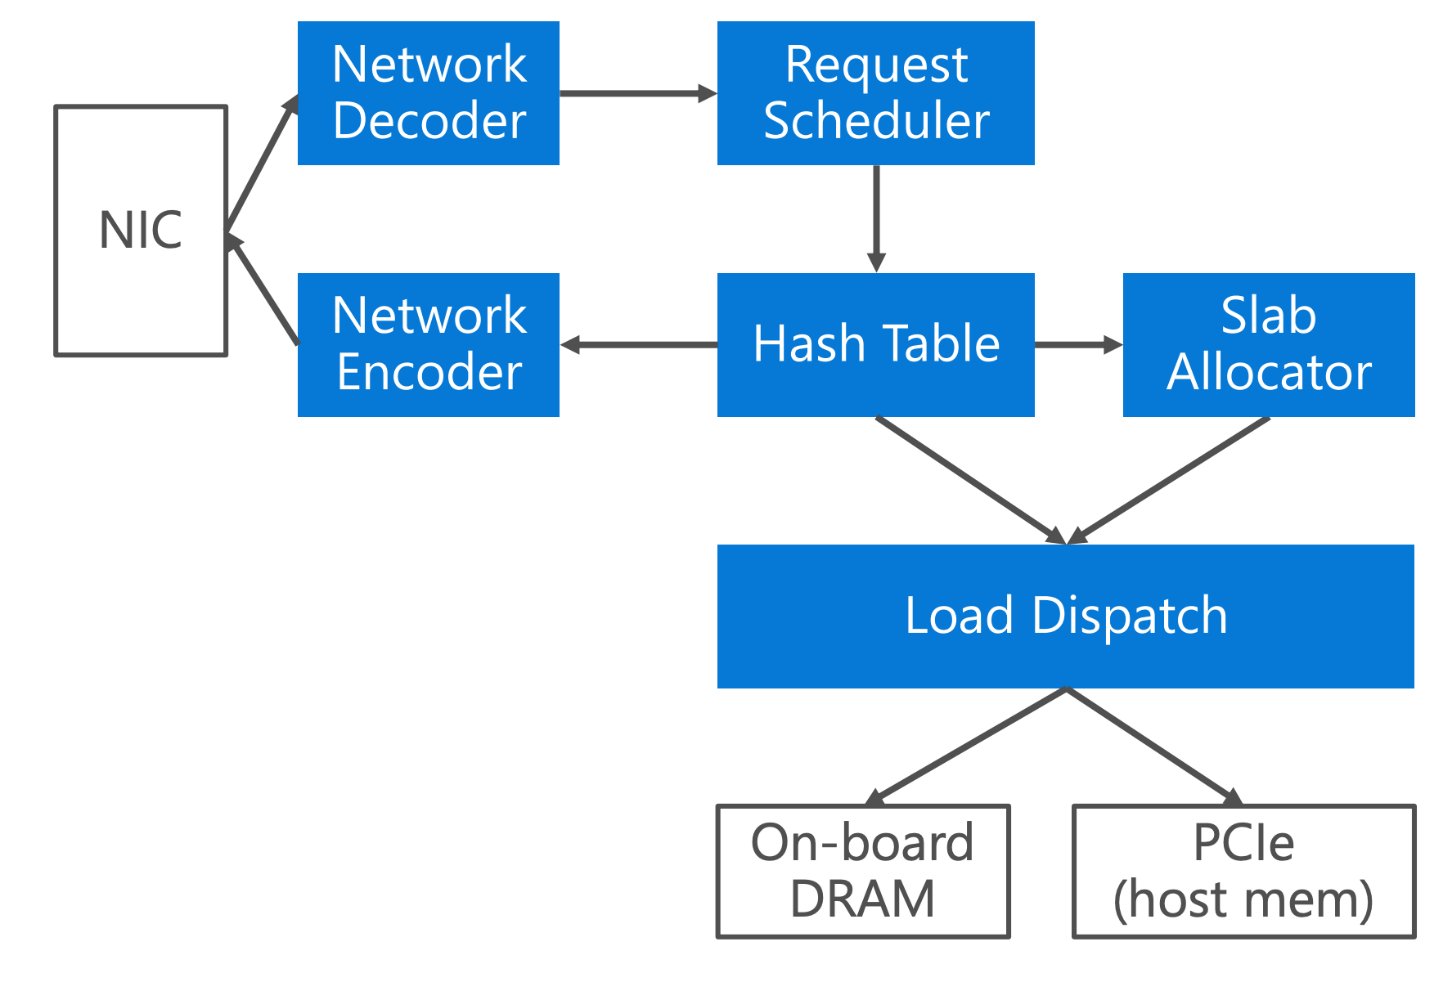 Network
Decoder
Request
Scheduler
NIC
Network
Encoder
Hash Table
Slab
Allocator
Load Dispatch
On-board
DRAM
PCIe
(host mem)